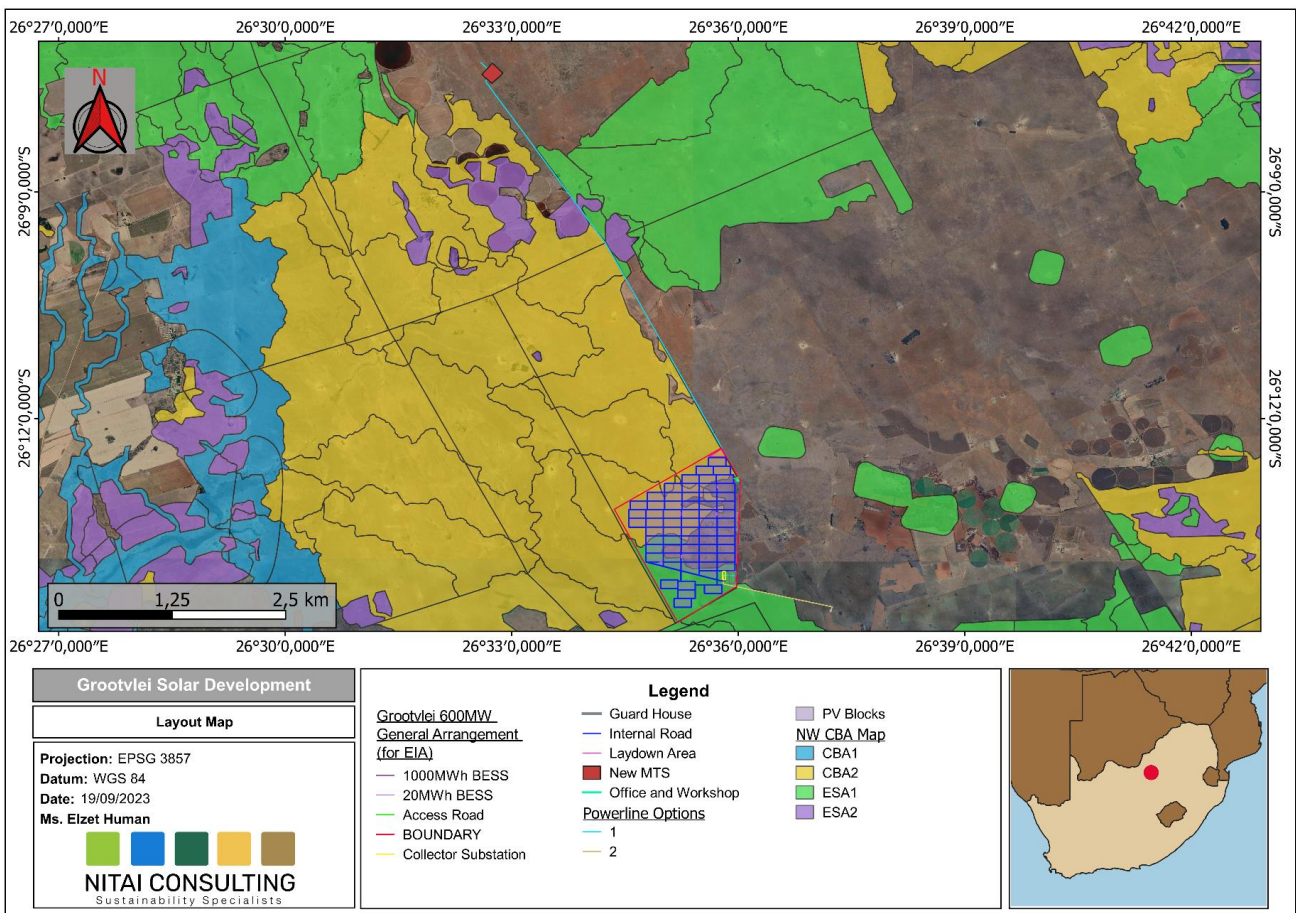 26°27'0,000"E 26°30'0,000"E 26°33'0,000"E 26°36'0,000"E 26°39'0,000"E 26°42'0,000"E
N
26°9'0,000"S
26°9'0,000"S
26°12'0,000"S
26°12'0,000"S
0 1,25 2,5 km
26°27'0,000"E 26°30'0,000"E 26°33'0,000"E 26°36'0,000"E 26°39'0,000"E 26°42'0,000"E
Grootvlei Solar Development
Layout Map
Projection: EPSG 3857
Datum: WGS 84
Date: 19/09/2023
Ms. Elzet Human
NITAI CONSULTING
Sustainability Specialists
Legend
Grootvlei 600MW
General Arrangement
(for EIA)
1000MWh BESS
20MWh BESS
Access Road
BOUNDARY
Collector Substation
Guard House
Internal Road
Laydown Area
New MTS
Office and Workshop
Powerline Options
1
2
PV Blocks
NW CBA Map
CBA1
CBA2
ESA1
ESA2